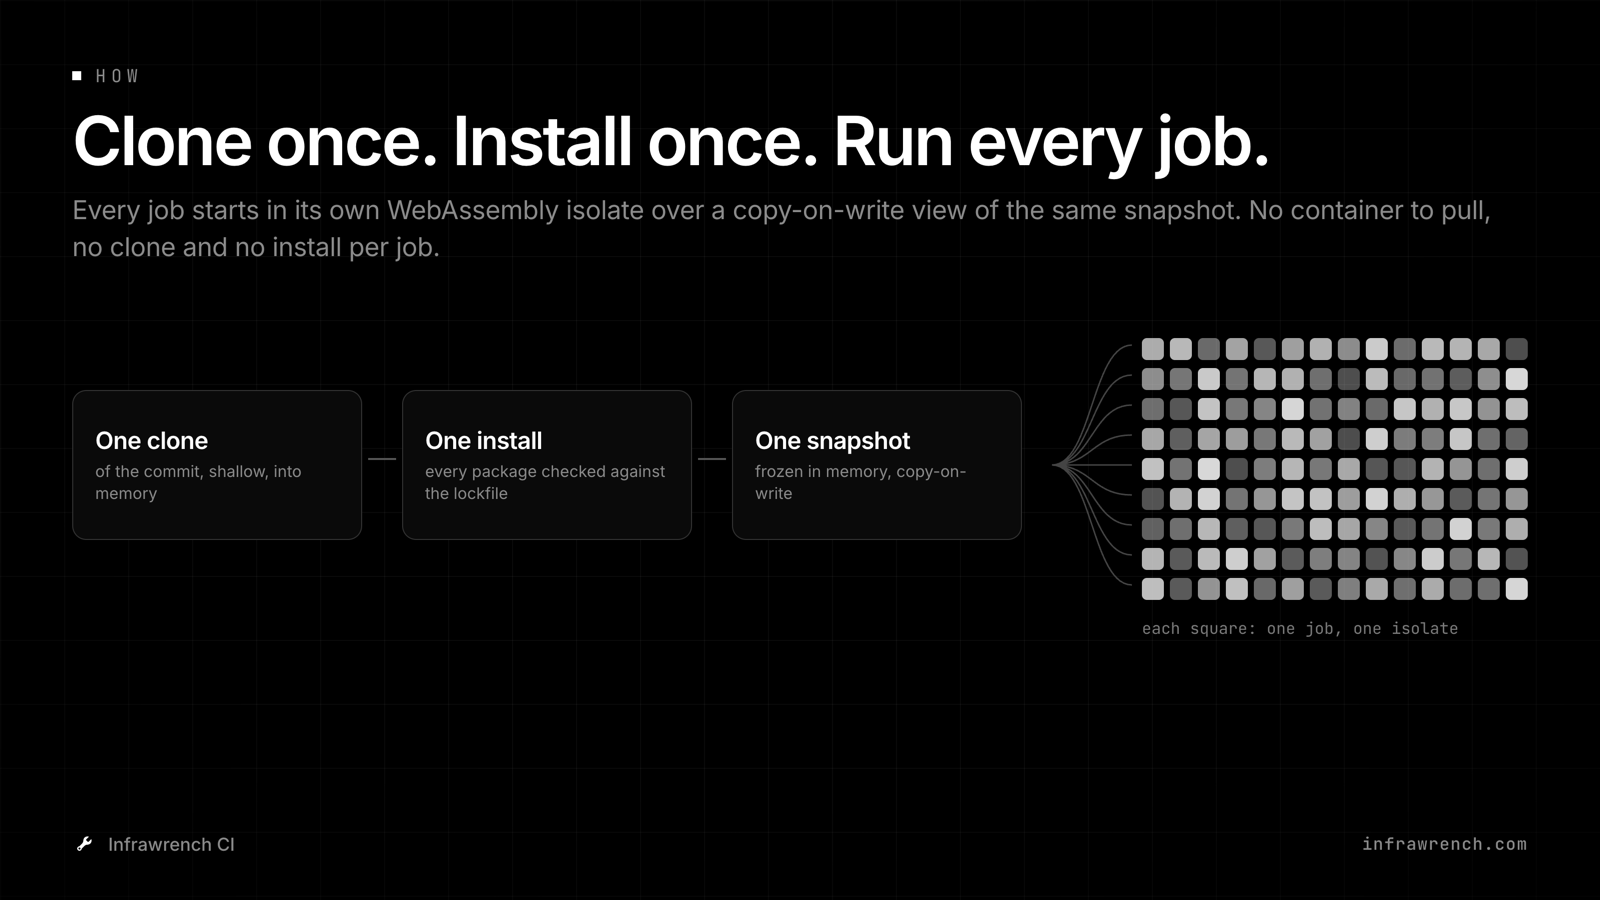 HOW
Clone once. Install once. Run every job.
Every job starts in its own WebAssembly isolate over a copy-on-write view of the same snapshot. No container to pull,
no clone and no install per job.
One clone
of the commit, shallow, into
memory
One install
every package checked against
the lockfile
One snapshot
frozen in memory, copy-on-
write
each square: one job, one isolate
Infrawrench CI
infrawrench.com